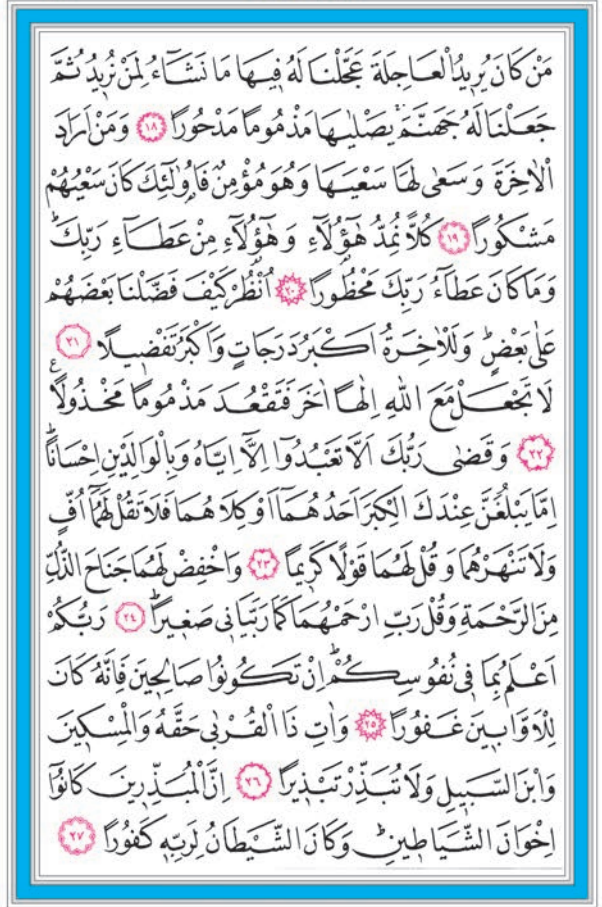 مَنْ كَانَ يُرِيدُ الْعَاجِلَةَ عَجَّلْنَا لَهُ فِيهَا مَا نَشَٓاءُ لِمَنْ نُرِيدُ ثُمَّ
جَعَلْنَا لَهُ جَهَنَّمَۚ يَصْلٰيهَا مَذْمُومًا مَدْحُورًا ﴿١٨﴾ وَمَنْ اَرَادَ
الْاٰخِرَةَ وَسَعٰى لَهَا سَعْيَهَا وَهُوَ مُؤْمِنٌ فَاُو۬لٰٓئِكَ كَانَ سَعْيُهُمْ
مَشْكُورًا ﴿١٩﴾ كُلًّا نُمِدُّ هٰٓؤُ۬لَٓاءِ وَهٰٓؤُ۬لَٓاءِ مِنْ عَطَٓاءِ رَبِّكَۜ
وَمَا كَانَ عَطَٓاءُ رَبِّكَ مَحْظُورًا ﴿٢٠﴾ اُنْظُرْ كَيْفَ فَضَّلْنَا بَعْضَهُمْ
عَلٰى بَعْضٍۜ وَلَلْاٰخِرَةُ اَكْبَرُ دَرَجَاتٍ وَاَكْبَرُ تَفْضِيلًا ﴿٢١﴾
لَا تَجْعَلْ مَعَ اللّٰهِ اِلٰهًا اٰخَرَ فَتَقْعُدَ مَذْمُومًا مَخْذُولًا۟
﴿٢٢﴾ وَقَضٰى رَبُّكَ اَلَّا تَعْبُدُٓوا اِلَّٓا اِيَّاهُ وَبِالْوَالِدَيْنِ اِحْسَانًاۜ
اِمَّا يَبْلُغَنَّ عِنْدَكَ الْكِبَرَ اَحَدُهُمَٓا اَوْ كِلَاهُمَا فَلَا تَقُلْ لَهُمَٓا اُفٍّ
وَلَا تَنْهَرْهُمَا وَقُلْ لَهُمَا قَوْلًا كَرِيمًا ﴿٢٣﴾ وَاخْفِضْ لَهُمَا جَنَاحَ الذُّلِّ
مِنَ الرَّحْمَةِ وَقُلْ رَبِّ ارْحَمْهُمَا كَمَا رَبَّيَانِي صَغِيرًاۜ ﴿٢٤﴾ رَبُّكُمْ
اَعْلَمُ بِمَا فِي نُفُوسِكُمْۜ اِنْ تَكُونُوا صَالِحِينَ فَاِنَّهُ كَانَ
لِلْاَوَّابِينَ غَفُورًا ﴿٢٥﴾ وَاٰتِ ذَا الْقُرْبٰى حَقَّهُ وَالْمِسْكِينَ
وَابْنَ السَّبِيلِ وَلَا تُبَذِّرْ تَبْذِيرًا ﴿٢٦﴾ اِنَّ الْمُبَذِّرِينَ كَانُٓوا
اِخْوَانَ الشَّيَاطِينِۜ وَكَانَ الشَّيْطَانُ لِرَبِّهِ كَفُورًا ﴿٢٧﴾